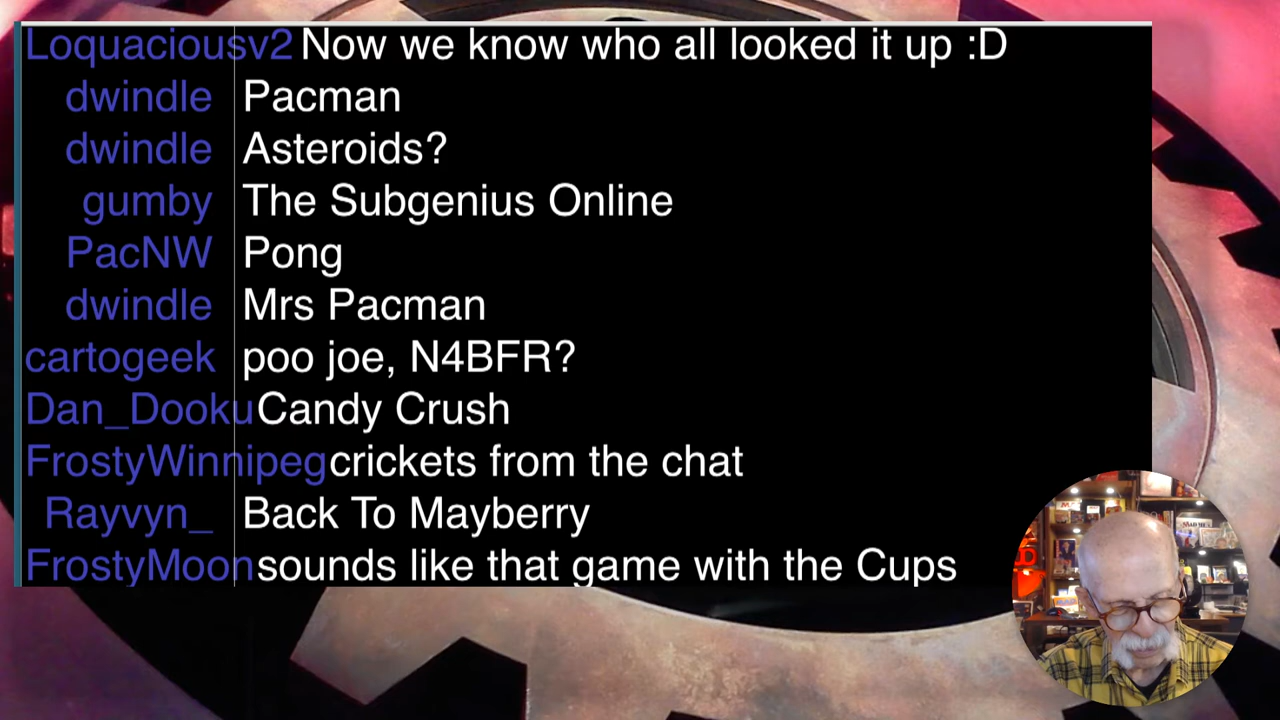 Loquaciousv2 Now we know who all looked it up :D
dwindle Pacman
dwindle Asteroids?
gumby The Subgenius Online
PacNW Pong
dwindle Mrs Pacman
cartogeek poo joe, N4BFR?
Dan_Dooku Candy Crush
FrostyWinnipeg crickets from the chat
Rayvyn_ Back To Mayberry
FrostyMoon sounds like that game with the Cups
MAD